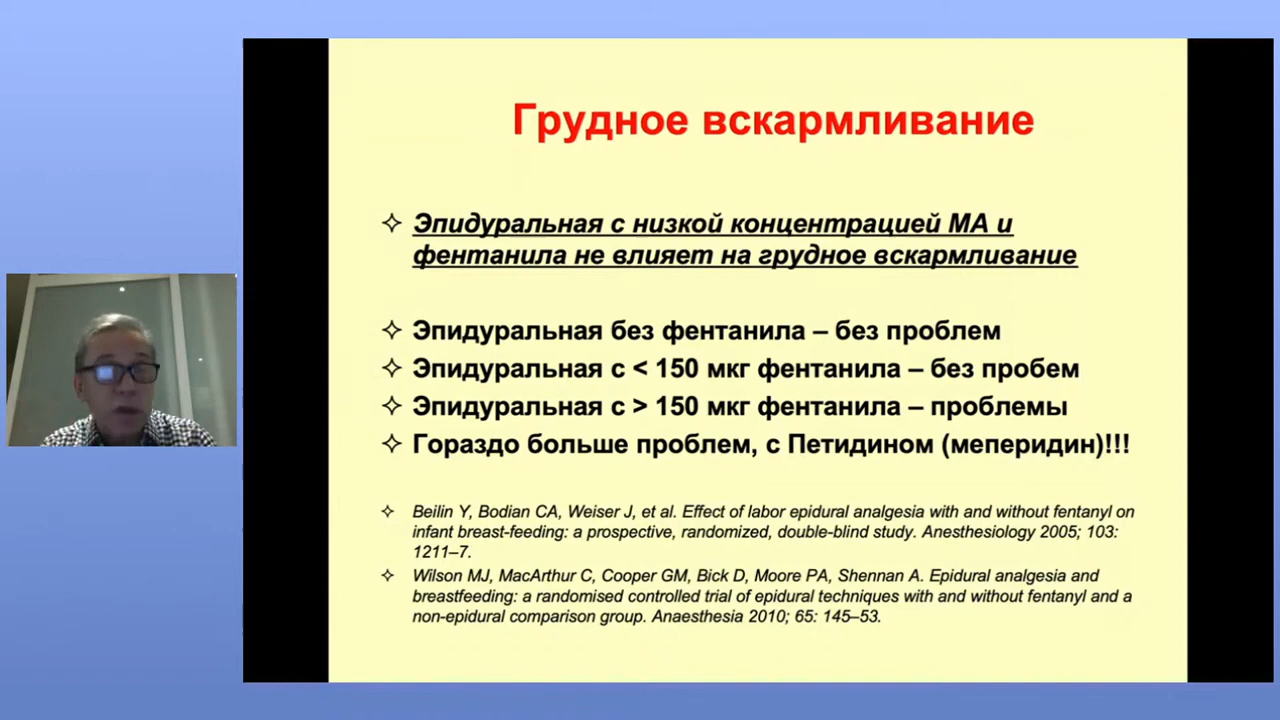 Грудное вскармливание
✧ Эпидуральная с низкой концентрацией МА и
фентанила не влияет на грудное вскармливание
✧ Эпидуральная без фентанила – без проблем
✧ Эпидуральная с < 150 мкг фентанила – без пробем
✧ Эпидуральная с > 150 мкг фентанила – проблемы
✧ Гораздо больше проблем, с Петидином (меперидин)!!!
✧ Beilin Y, Bodian CA, Weiser J, et al. Effect of labor epidural analgesia with and without fentanyl on
infant breast-feeding: a prospective, randomized, double-blind study. Anesthesiology 2005; 103:
1211–7.
✧ Wilson MJ, MacArthur C, Cooper GM, Bick D, Moore PA, Shennan A. Epidural analgesia and
breastfeeding: a randomised controlled trial of epidural techniques with and without fentanyl and a
non-epidural comparison group. Anaesthesia 2010; 65: 145–53.